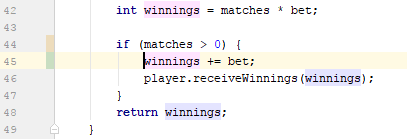 42 int winnings = matches * bet;
43
44 if (matches > 0) {
45 winnings += bet;
46 player.receiveWinnings(winnings);
47 }
48 return winnings;
49 }